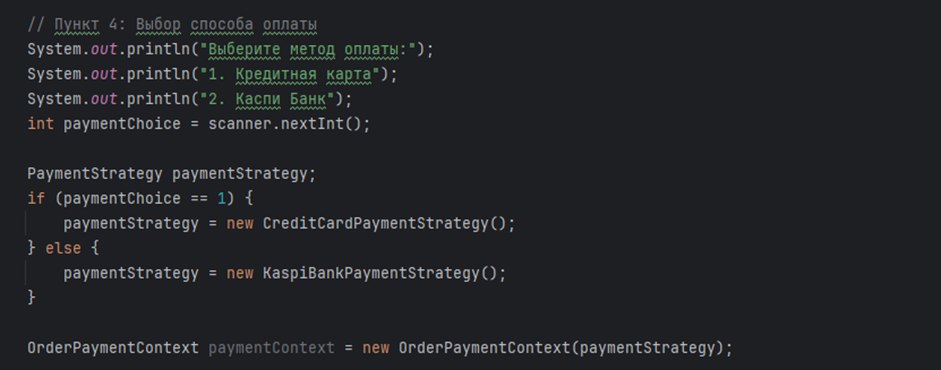 // Пункт 4: Выбор способа оплаты
System.out.println("Выберите метод оплаты:");
System.out.println("1. Кредитная карта");
System.out.println("2. Каспи Банк");
int paymentChoice = scanner.nextInt();
PaymentStrategy paymentStrategy;
if (paymentChoice == 1) {
paymentStrategy = new CreditCardPaymentStrategy();
} else {
paymentStrategy = new KaspiBankPaymentStrategy();
}
OrderPaymentContext paymentContext = new OrderPaymentContext(paymentStrategy);